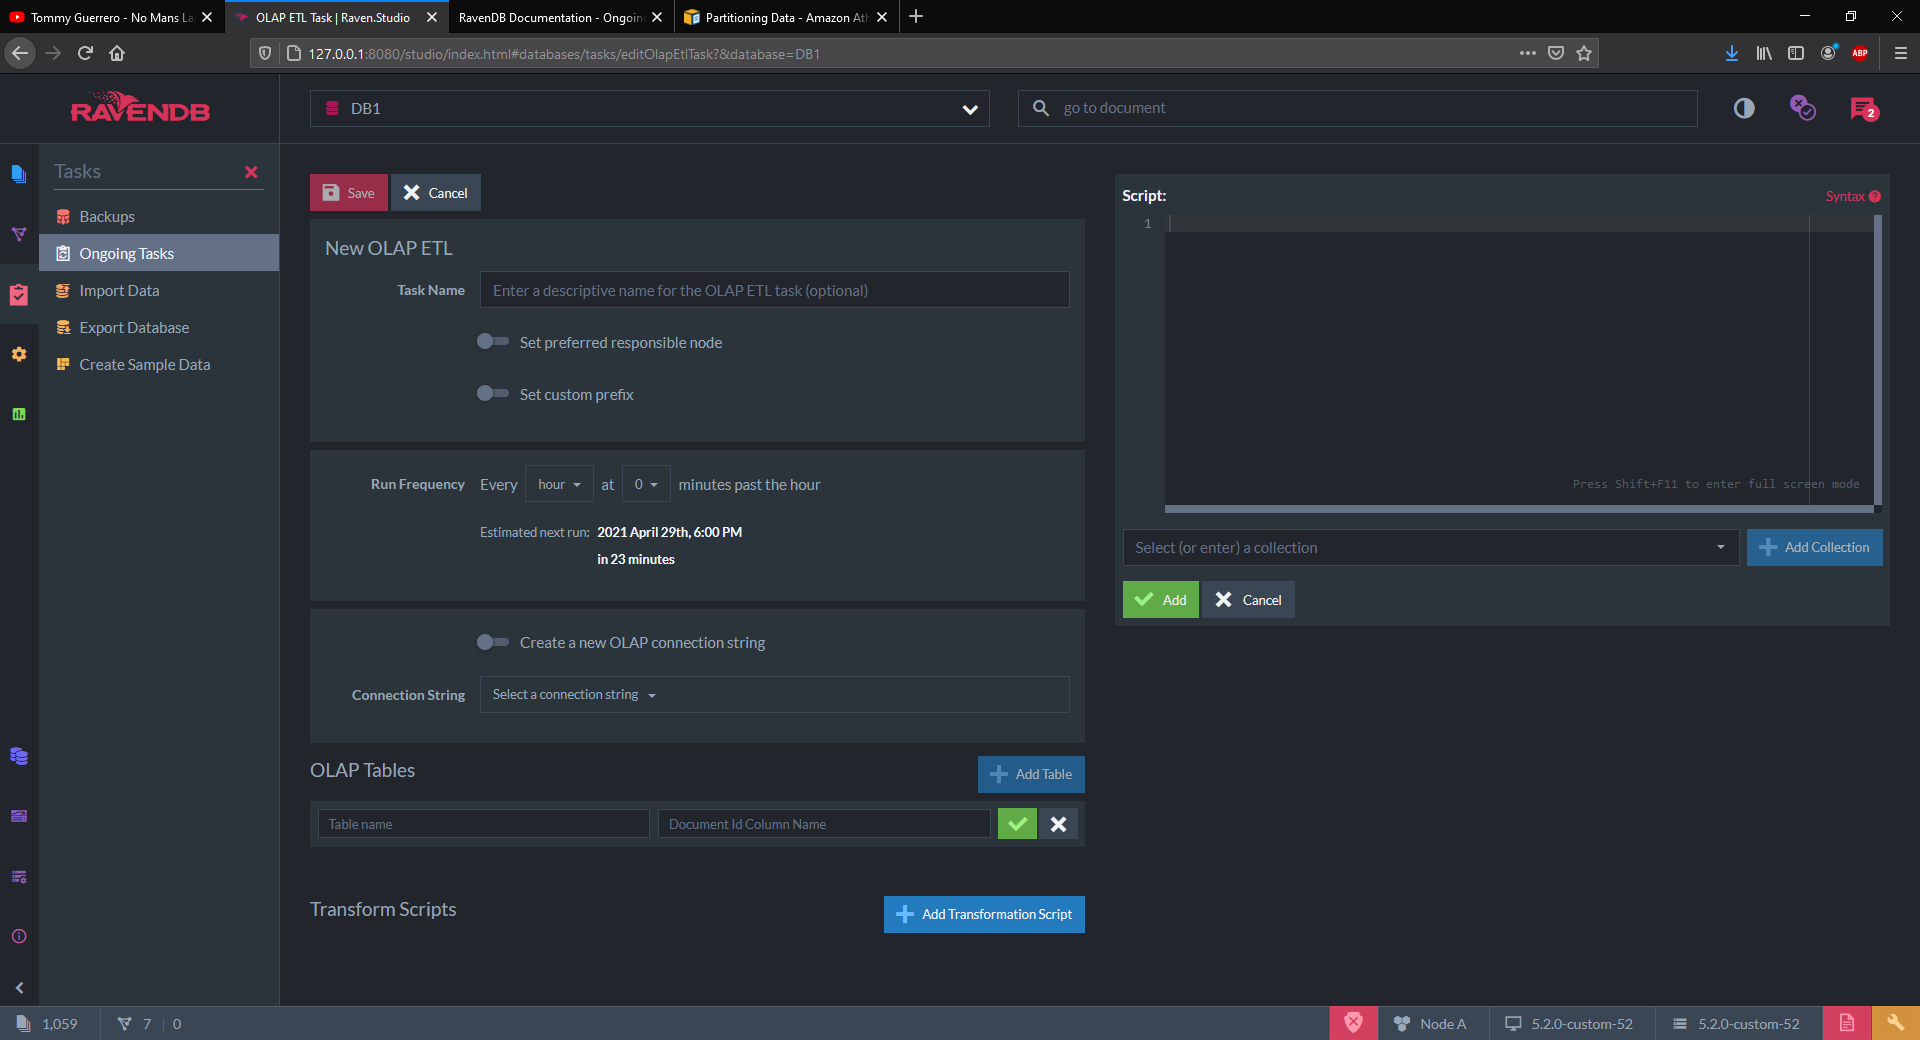 Tommy Guerrero - No Mans La
OLAP ETL Task | Raven.Studio
RavenDB Documentation - Ongoin
Partitioning Data - Amazon Ath
127.0.0.1:8080/studio/index.html#databases/tasks/editOlapEtlTask?&database=DB1
ABP
RAVENDB
DB1
go to document
2
Tasks
Backups
Ongoing Tasks
Import Data
Export Database
Create Sample Data
Save
Cancel
New OLAP ETL
Task Name
Enter a descriptive name for the OLAP ETL task (optional)
Set preferred responsible node
Set custom prefix
Run Frequency Every hour at 0 minutes past the hour
Estimated next run: 2021 April 29th, 6:00 PM
in 23 minutes
Create a new OLAP connection string
Connection String Select a connection string
OLAP Tables
Add Table
Table name
Document Id Column Name
Transform Scripts
Add Transformation Script
Script:
Syntax
1
Press Shift+F11 to enter full screen mode
Select (or enter) a collection
Add Collection
Add
Cancel
1,059
7 | 0
Node A
5.2.0-custom-52
5.2.0-custom-52